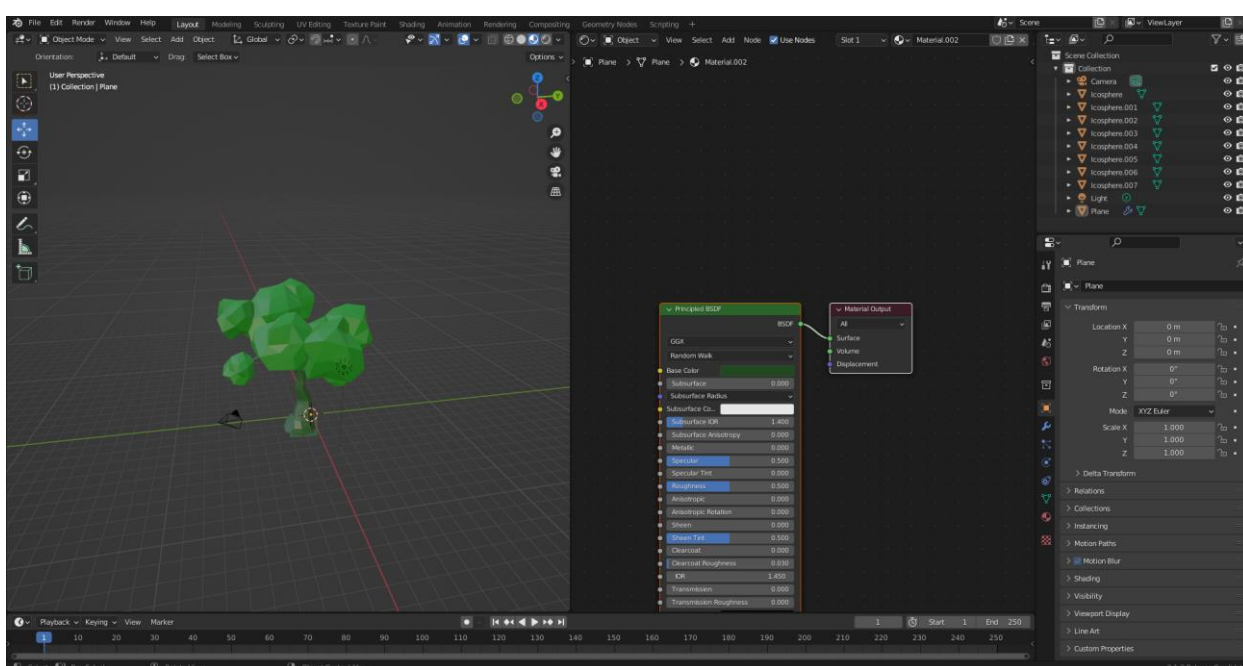 File Edit Render Window Help Layout Modeling Sculpting UV Editing Texture Paint Shading Animation Rendering Compositing Geometry Nodes Scripting + Scene ViewLayer
Object Mode View Select Add Object Global Options
Orientation: Default Drag: Select Box
User Perspective
(1) Collection | Plane
Y
X
Object View Select Add Node Use Nodes Slot 1 Material.002
Plane > Plane > Material.002
Principled BSDF
BSDF
GGX
Random Walk
Base Color
Subsurface 0.000
Subsurface Radius
Subsurface Co...
Subsurface IOR 1.400
Subsurface Anisotropy 0.000
Metallic 0.000
Specular 0.500
Specular Tint 0.000
Roughness 0.500
Anisotropic 0.000
Anisotropic Rotation 0.000
Sheen 0.000
Sheen Tint 0.500
Clearcoat 0.000
Clearcoat Roughness 0.030
IOR 1.450
Transmission 0.000
Transmission Roughness 0.000
Material Output
All
Surface
Volume
Displacement
Scene Collection
Collection
Camera
Icosphere
Icosphere.001
Icosphere.002
Icosphere.003
Icosphere.004
Icosphere.005
Icosphere.006
Icosphere.007
Light
Plane
Plane
Plane
Transform
Location X 0 m
Y 0 m
Z 0 m
Rotation X 0°
Y 0°
Z 0°
Mode XYZ Euler
Scale X 1.000
Y 1.000
Z 1.000
Delta Transform
Relations
Collections
Instancing
Motion Paths
Motion Blur
Shading
Visibility
Viewport Display
Line Art
Custom Properties
Playback Keying View Marker 1 Start 1 End 250
1 10 20 30 40 50 60 70 80 90 100 110 120 130 140 150 160 170 180 190 200 210 220 230 240 250